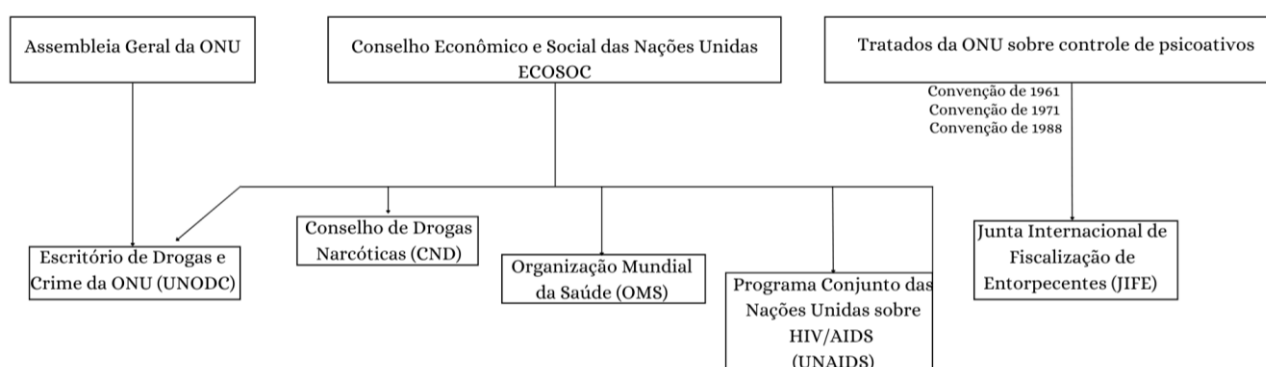 Assembleia Geral da ONU
Conselho Econômico e Social das Nações Unidas
ECOSOC
Tratados da ONU sobre controle de psicoativos
Convenção de 1961
Convenção de 1971
Convenção de 1988
Escritório de Drogas e
Crime da ONU (UNODC)
Conselho de Drogas
Narcóticas (CND)
Organização Mundial
da Saúde (OMS)
Programa Conjunto das
Nações Unidas sobre
HIV/AIDS
(UNAIDS)
Junta Internacional de
Fiscalização de
Entorpecentes (JIFE)